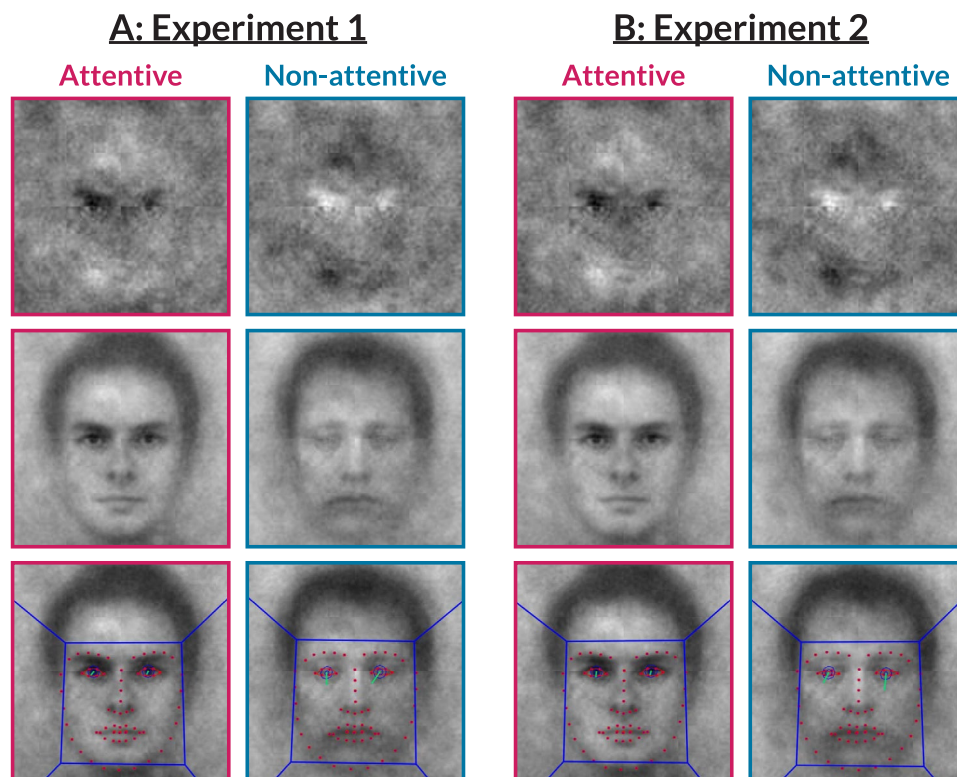 A: Experiment 1
B: Experiment 2
Attentive
Non-attentive
Attentive
Non-attentive